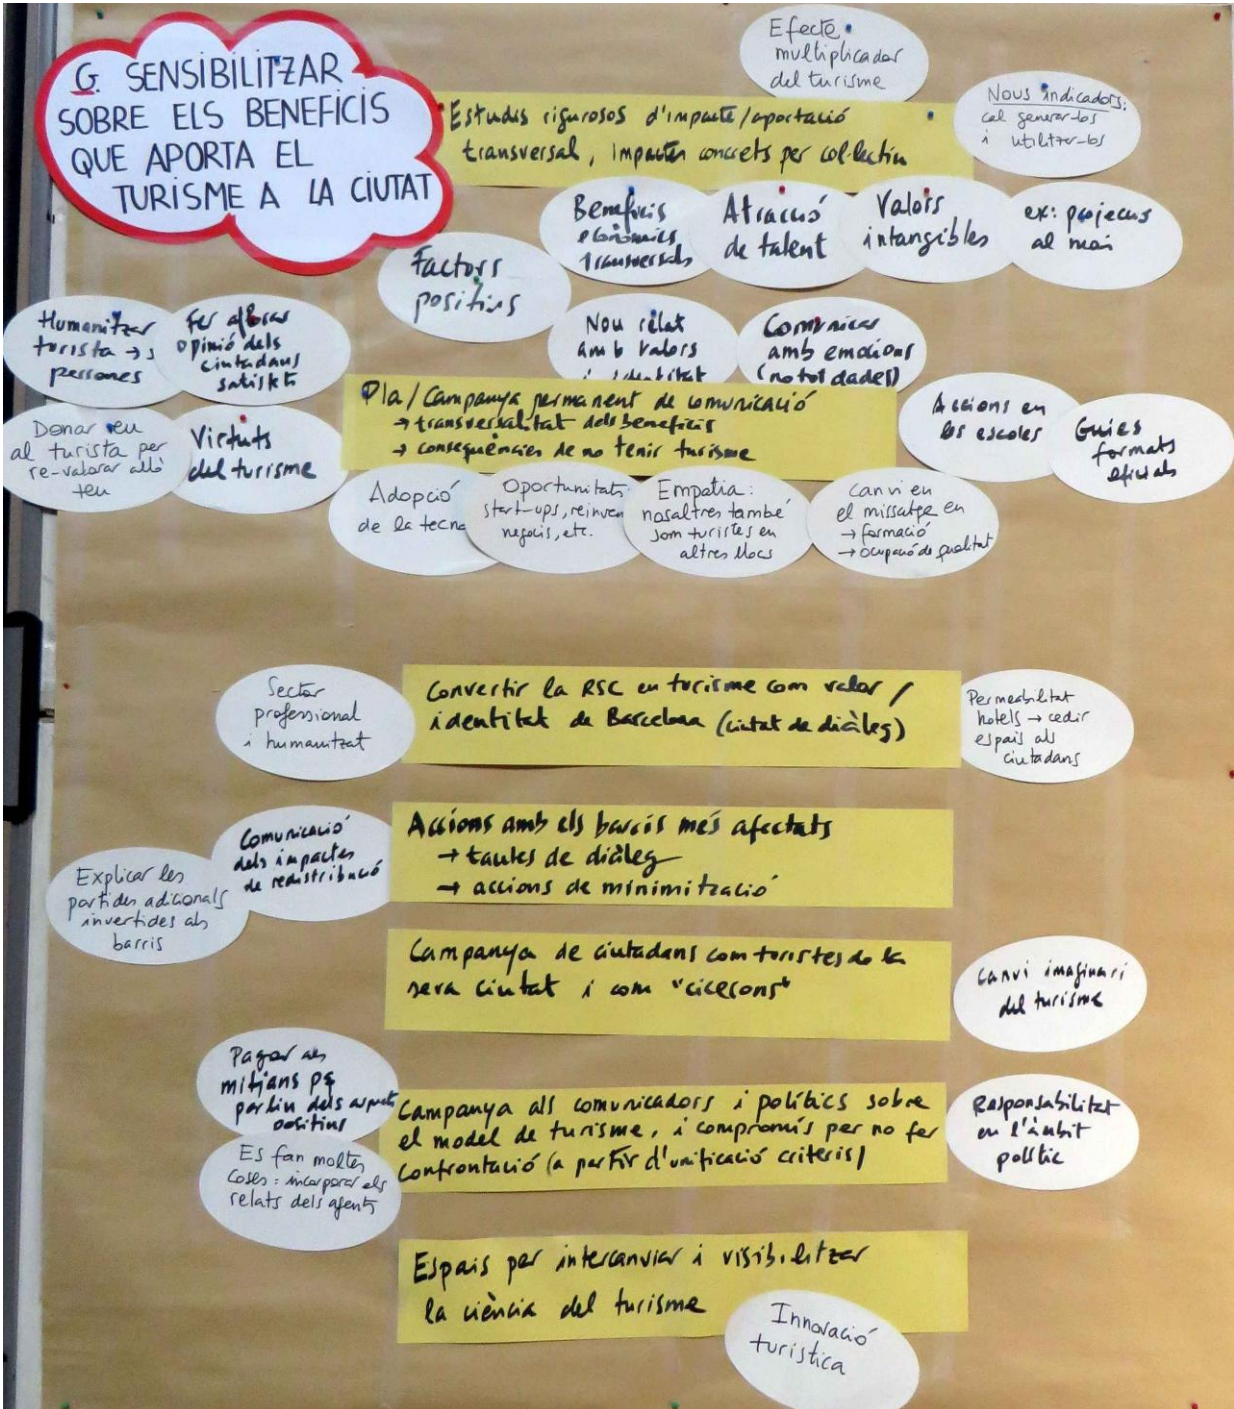 G. SENSIBILITZAR
SOBRE ELS BENEFICIS
QUE APORTA EL
TURISME A LA CIUTAT
Efecte
multiplicador
del turisme
Estudis rigurosos d'impacte/aportació
transversal, impactes concrets per col·lectiu
Nous indicadors:
cal generar-los
i utilitzar-los
Beneficis
econòmics
transversals
Atracció
de talent
Valors
intangibles
ex: projectes
al món
Factors
positius
Humanitzar
turista → s
persones
Fer aflorar
opinió dels
ciutadans
satisfets
Nou relat
amb valors
i identitat
Comunicar
amb emocions
(no tot dades)
Donar veu
al turista per
re-valorar allò
teu
Virtuts
del turisme
Pla/Campanya permanent de comunicació
→ transversalitat dels beneficis
→ conseqüències de no tenir turisme
Accions en
les escoles
Guies
formats
oficials
Adopció
de la tecno
Oportunitats:
start-ups, reinven
negocis, etc.
Empatia:
nosaltres també
som turistes en
altres llocs
Canvi en
el missatge en
→ formació
→ ocupació de qualitat
Sector
professional
i humanitzat
Convertir la RSC en turisme com valor /
identitat de Barcelona (ciutat de diàleg)
Permeabilitat
hotels → cedir
espais als
ciutadans
Comunicació
dels impactes
de redistribució
Explicar les
partides adicionals
invertides als
barris
Accions amb els barris més afectats
→ taules de diàleg
→ accions de minimització
Campanya de ciutadans com turistes de la
seva ciutat i com "cicerons"
Canvi imaginari
del turisme
Pagar als
mitjans pq
parlin dels aspectes
positius
Es fan moltes
coses: incorporar els
relats dels agents
Campanya als comunicadors i polítics sobre
el model de turisme, i compromís per no fer
confrontació (a partir d'unificació criteris)
Responsabilitat
en l'àmbit
polític
Espais per intercanviar i visibilitzar
la ciència del turisme
Innovació
turística